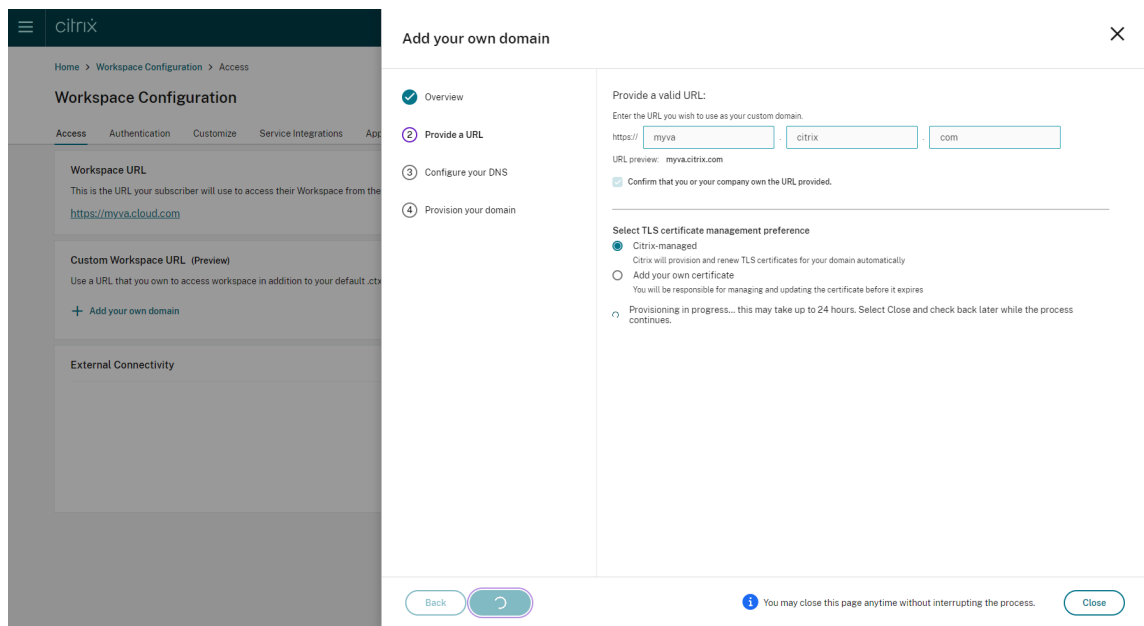 citrix
Home > Workspace Configuration > Access
Workspace Configuration
Access Authentication Customize Service Integrations App
Workspace URL
This is the URL your subscriber will use to access their Workspace from the
https://myva.cloud.com
Custom Workspace URL (Preview)
Use a URL that you own to access workspace in addition to your default .ctx
+ Add your own domain
External Connectivity
Add your own domain
Overview
2 Provide a URL
3 Configure your DNS
4 Provision your domain
Provide a valid URL:
Enter the URL you wish to use as your custom domain.
https:// myva . citrix . com
URL preview: myva.citrix.com
Confirm that you or your company own the URL provided.
Select TLS certificate management preference
Citrix-managed
Citrix will provision and renew TLS certificates for your domain automatically
Add your own certificate
You will be responsible for managing and updating the certificate before it expires
Provisioning in progress... this may take up to 24 hours. Select Close and check back later while the process
continues.
Back
You may close this page anytime without interrupting the process.
Close